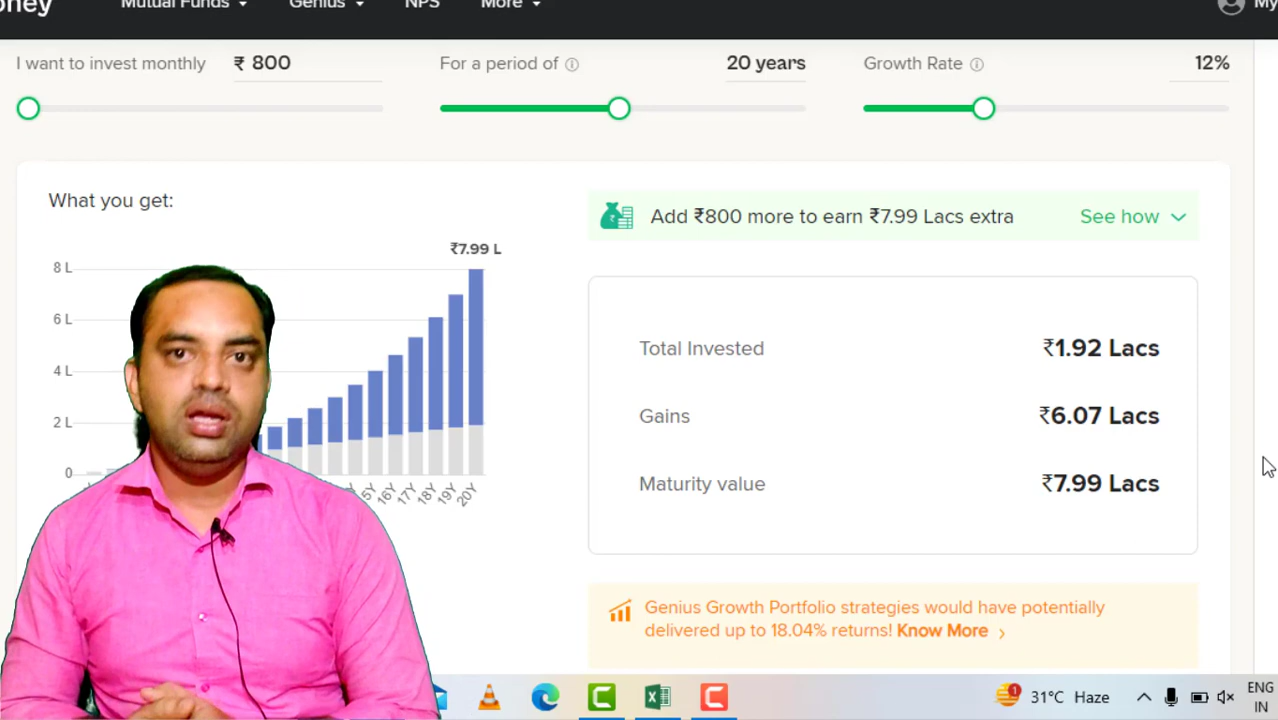 oney Mutual Funds Genius NPS More My
I want to invest monthly ₹ 800 For a period of 20 years Growth Rate 12%
What you get:
Add ₹800 more to earn ₹7.99 Lacs extra See how
₹7.99 L
8 L
6 L
4 L
2 L
0
15Y 16Y 17Y 18Y 19Y 20Y
Total Invested ₹1.92 Lacs
Gains ₹6.07 Lacs
Maturity value ₹7.99 Lacs
Genius Growth Portfolio strategies would have potentially
delivered up to 18.04% returns! Know More
1 31°C Haze ENG
IN